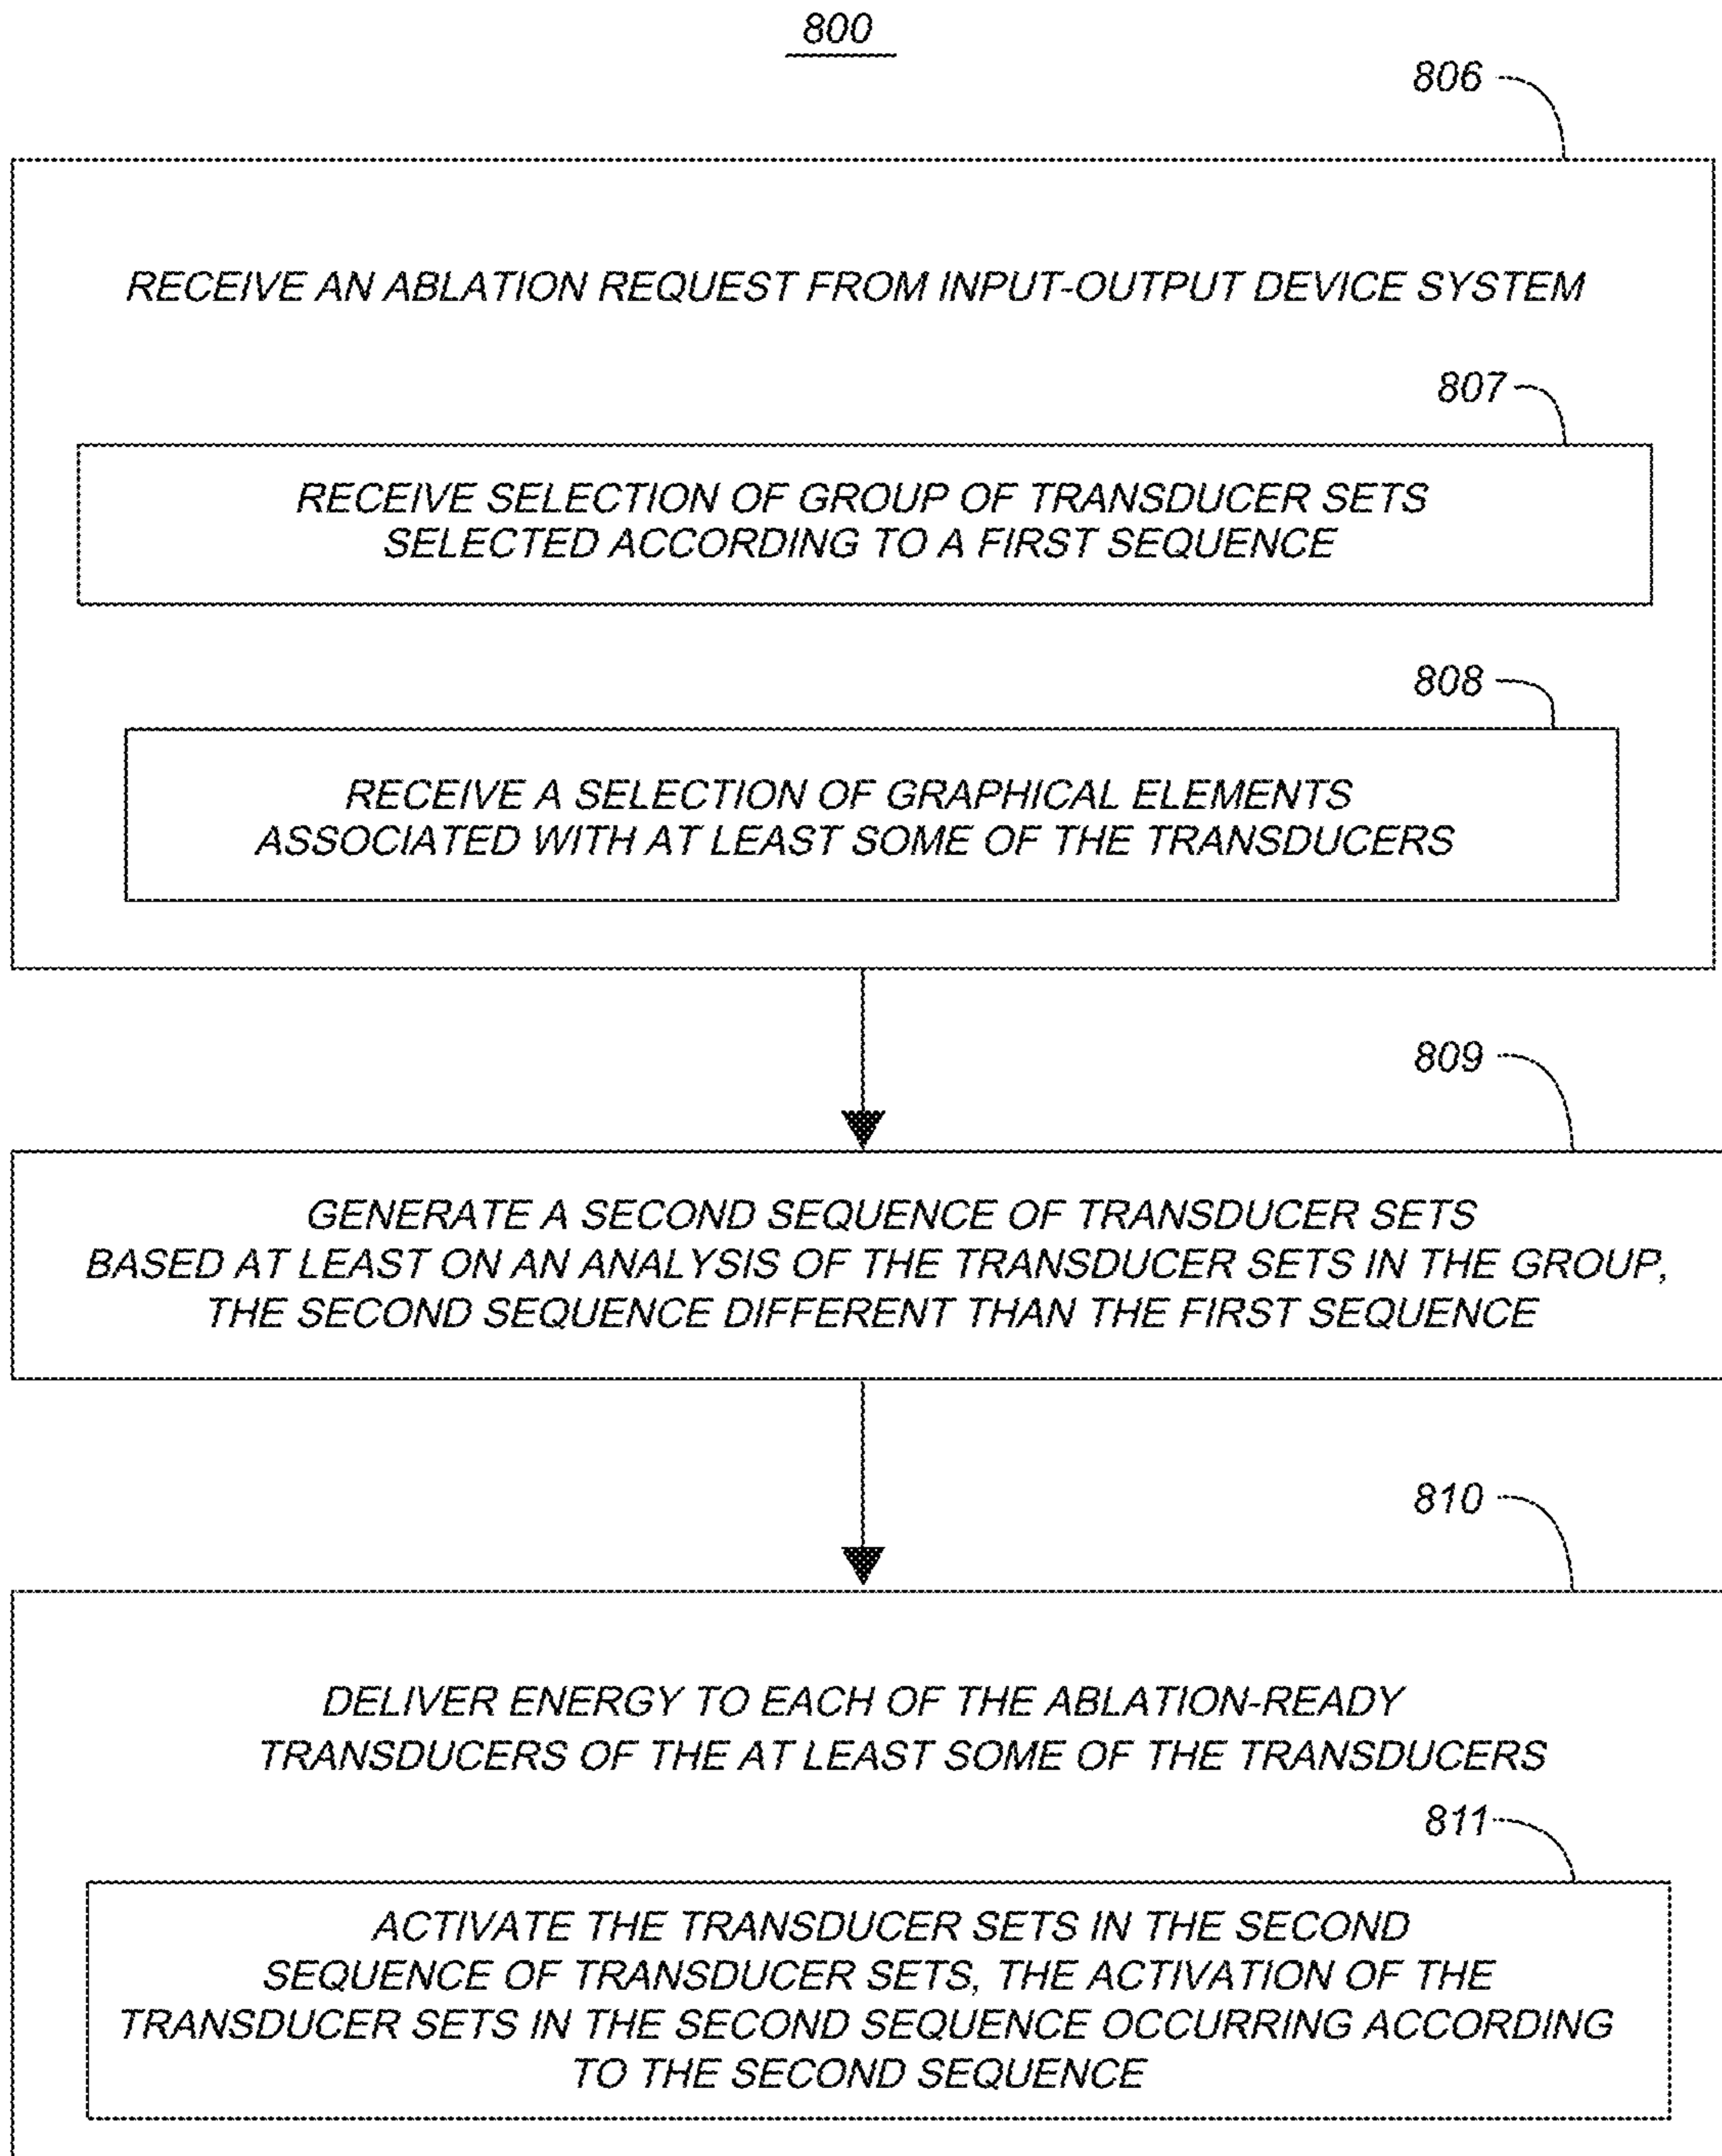 800
806
RECEIVE AN ABLATION REQUEST FROM INPUT-OUTPUT DEVICE SYSTEM
807
RECEIVE SELECTION OF GROUP OF TRANSDUCER SETS
SELECTED ACCORDING TO A FIRST SEQUENCE
808
RECEIVE A SELECTION OF GRAPHICAL ELEMENTS
ASSOCIATED WITH AT LEAST SOME OF THE TRANSDUCERS
809
GENERATE A SECOND SEQUENCE OF TRANSDUCER SETS
BASED AT LEAST ON AN ANALYSIS OF THE TRANSDUCER SETS IN THE GROUP,
THE SECOND SEQUENCE DIFFERENT THAN THE FIRST SEQUENCE
810
DELIVER ENERGY TO EACH OF THE ABLATION-READY
TRANSDUCERS OF THE AT LEAST SOME OF THE TRANSDUCERS
811
ACTIVATE THE TRANSDUCER SETS IN THE SECOND
SEQUENCE OF TRANSDUCER SETS, THE ACTIVATION OF THE
TRANSDUCER SETS IN THE SECOND SEQUENCE OCCURRING ACCORDING
TO THE SECOND SEQUENCE